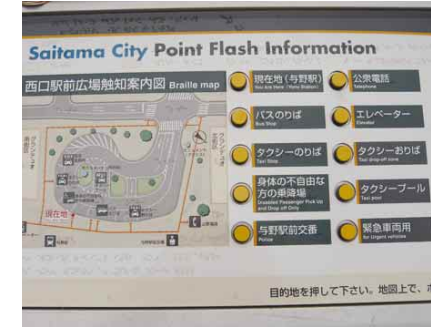 Saitama City Point Flash Information
西口駅前広場触知案内図 Braille map
現在地
現在地（与野駅）
You are Here (Yono Station)
バスのりば
Bus Stop
タクシーのりば
Taxi Stop
身体の不自由な
方の乗降場
Disabled Passenger Pick Up
and Drop off Only
与野駅前交番
Police
公衆電話
Telephone
エレベーター
Elevator
タクシーおりば
Taxi drop-off zone
タクシープール
Taxi pool
緊急車両用
for Urgent vehicles
目的地を押して下さい。地図上で、